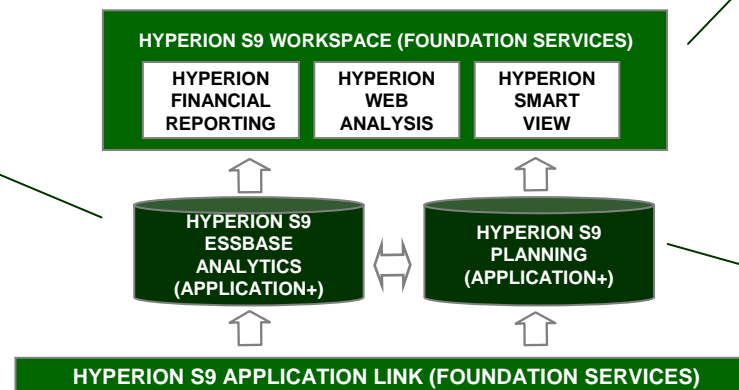 HYPERION S9 WORKSPACE (FOUNDATION SERVICES)
HYPERION
FINANCIAL
REPORTING
HYPERION
WEB
ANALYSIS
HYPERION
SMART
VIEW
HYPERION S9
ESSBASE
ANALYTICS
(APPLICATION+)
HYPERION S9
PLANNING
(APPLICATION+)
HYPERION S9 APPLICATION LINK (FOUNDATION SERVICES)